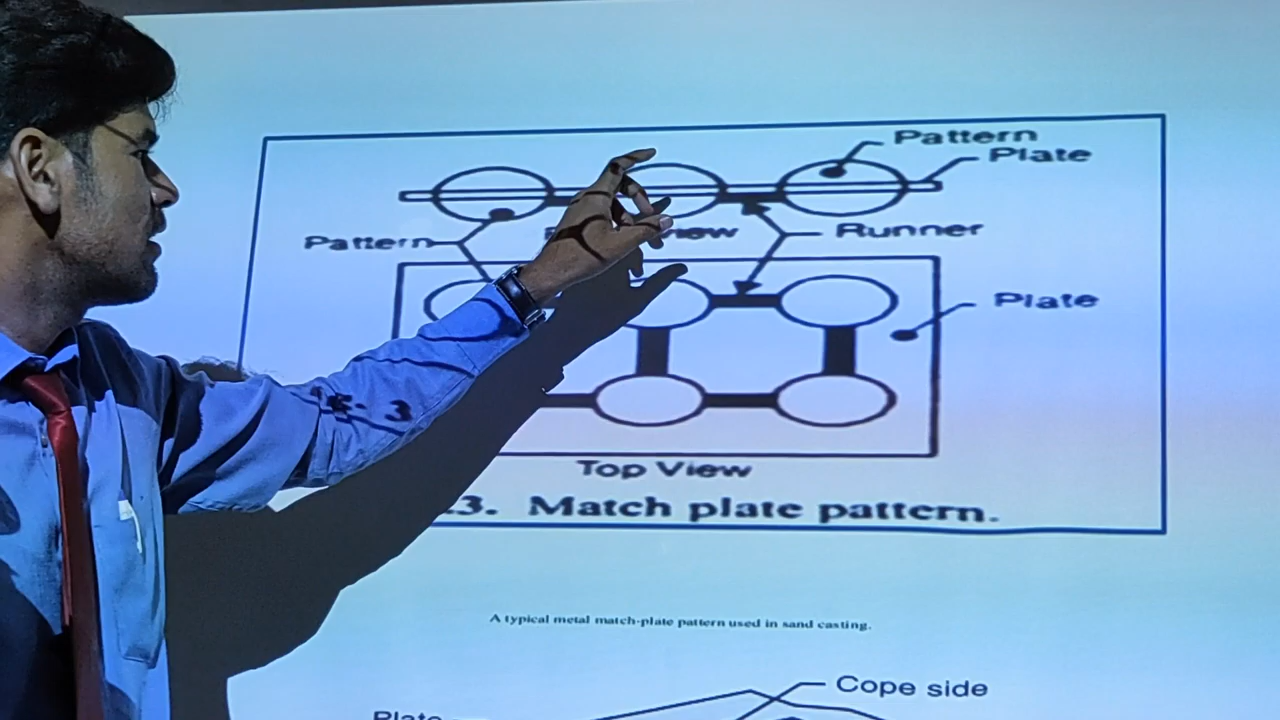 Pattern
Plate
Pattern
Runner
Plate
Top View
.3. Match plate pattern.
A typical metal match-plate pattern used in sand casting.
Cope side
Plate